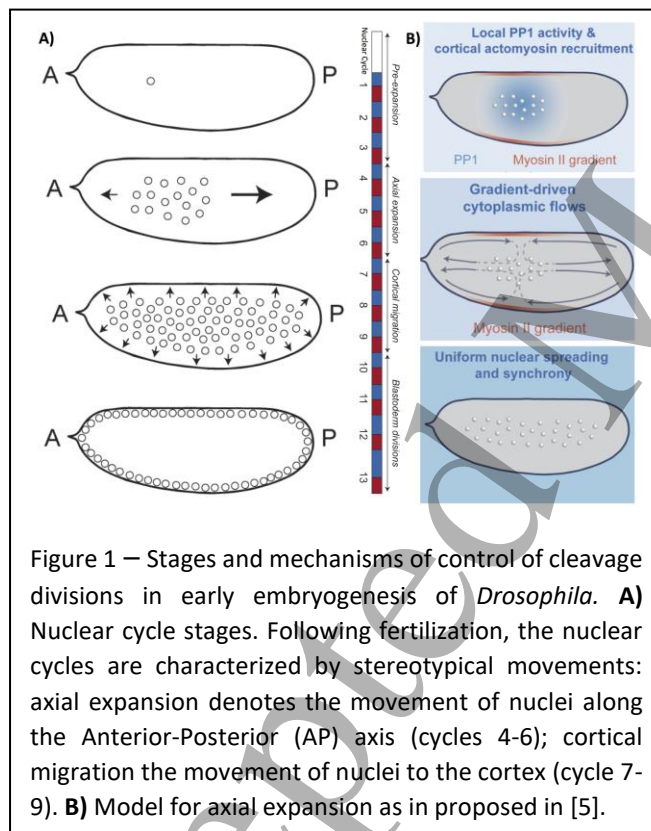 A)
A
P
A
P
A
P
A
P
Nuclear Cycle
1
2
3
4
5
6
7
8
9
10
11
12
13
Pre-expansion
Axial expansion
Cortical migration
Blastoderm divisions
B)
Local PP1 activity &
cortical actomyosin recruitment
PP1 Myosin II gradient
Gradient-driven
cytoplasmic flows
Myosin II gradient
Uniform nuclear spreading
and synchrony
Figure 1 – Stages and mechanisms of control of cleavage
divisions in early embryogenesis of Drosophila. A)
Nuclear cycle stages. Following fertilization, the nuclear
cycles are characterized by stereotypical movements:
axial expansion denotes the movement of nuclei along
the Anterior-Posterior (AP) axis (cycles 4-6); cortical
migration the movement of nuclei to the cortex (cycle 7-
9). B) Model for axial expansion as in proposed in [5].
epted M